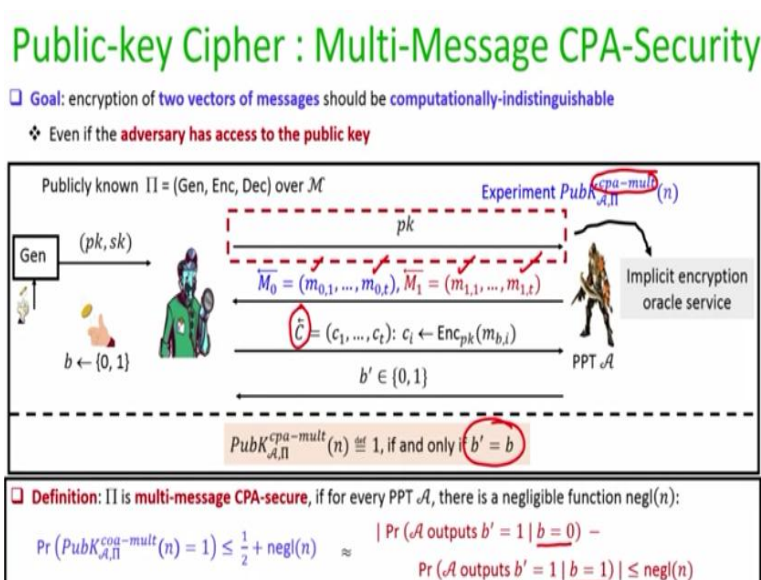 Public-key Cipher : Multi-Message CPA-Security
❑ Goal: encryption of two vectors of messages should be computationally-indistinguishable
❖ Even if the adversary has access to the public key
Publicly known Π = (Gen, Enc, Dec) over ℳ
Experiment PubK^{cpa-mult}_{𝒜,Π}(n)
Gen
(pk, sk)
pk
M⃖₀ = (m_{0,1}, ..., m_{0,t}), M⃖₁ = (m_{1,1}, ..., m_{1,t})
Implicit encryption
oracle service
b ← {0, 1}
C⃖ = (c₁, ..., c_t): c_i ← Enc_{pk}(m_{b,i})
PPT 𝒜
b′ ∈ {0,1}
PubK^{cpa-mult}_{𝒜,Π}(n) ≝ 1, if and only if b′ = b
❑ Definition: Π is multi-message CPA-secure, if for every PPT 𝒜, there is a negligible function negl(n):
Pr (PubK^{coa-mult}_{𝒜,Π}(n) = 1) ≤ 1/2 + negl(n) ≈ | Pr (𝒜 outputs b′ = 1 | b = 0) −
Pr (𝒜 outputs b′ = 1 | b = 1) | ≤ negl(n)